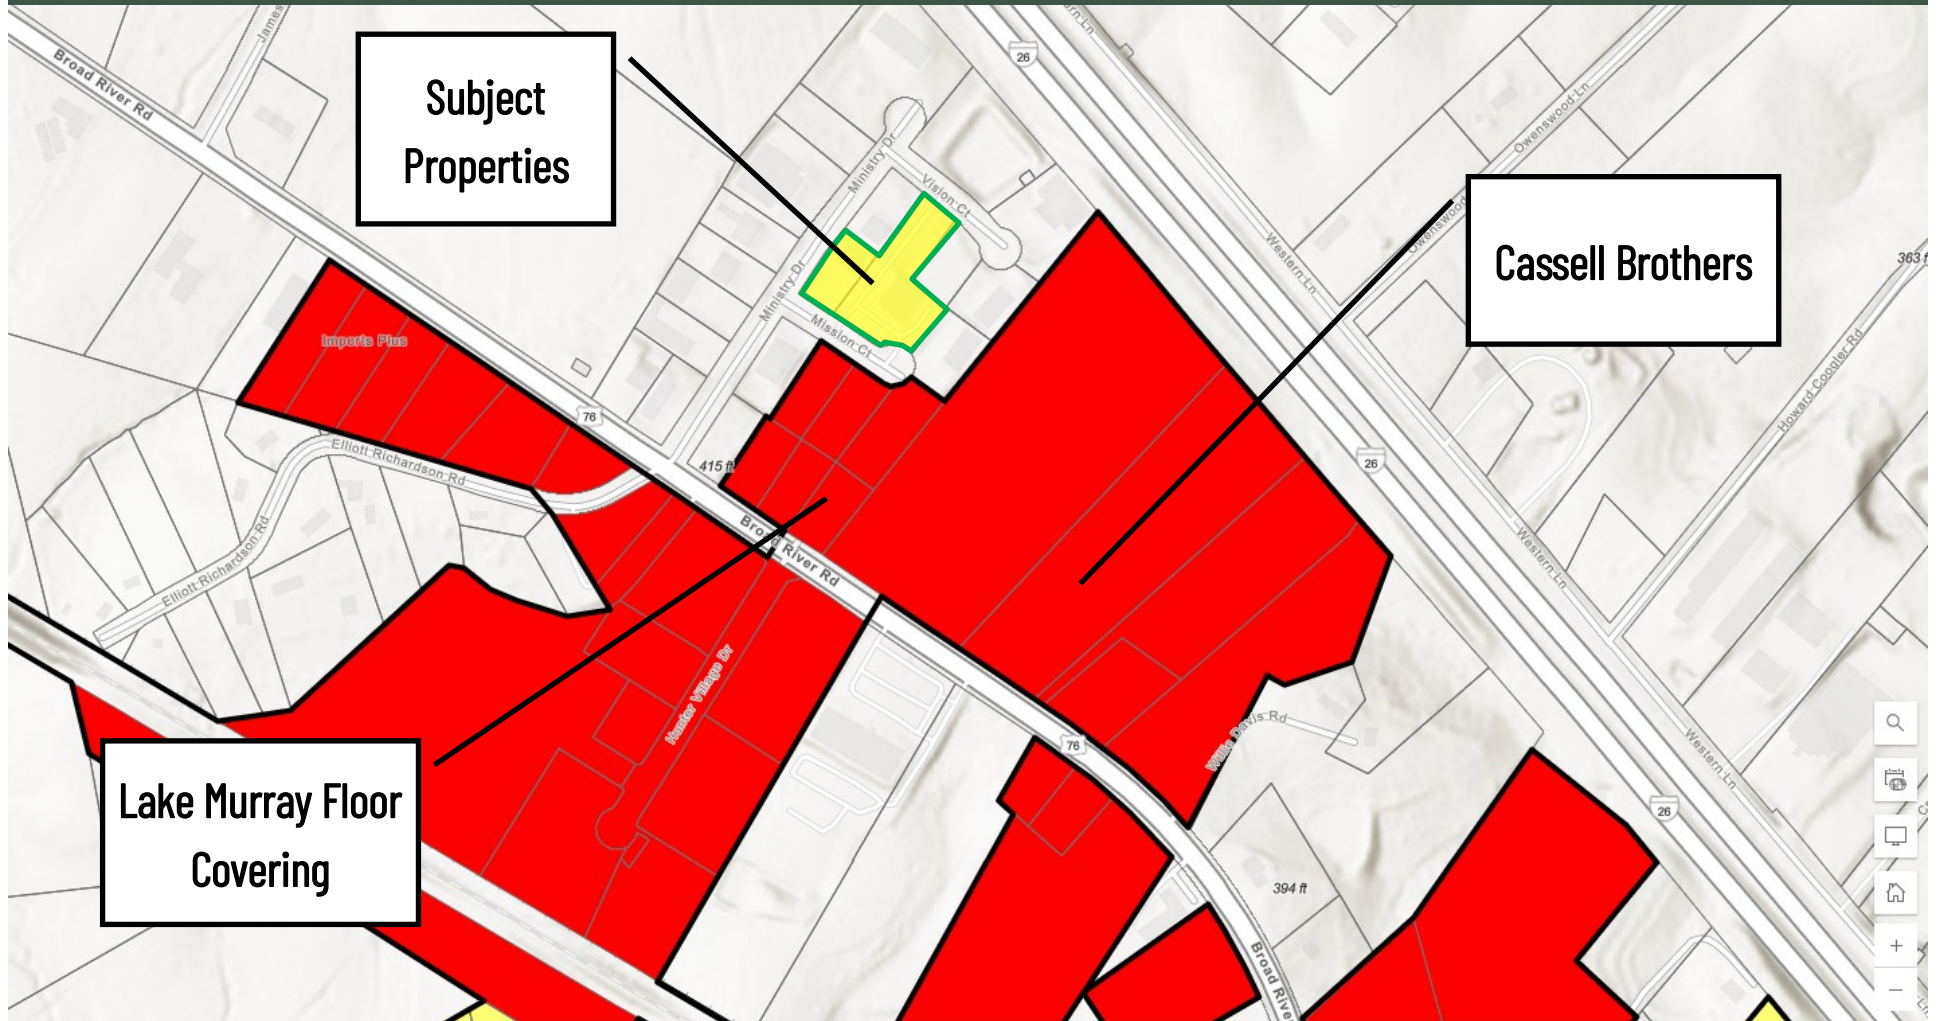 Subject
Properties
Cassell Brothers
Lake Murray Floor
Covering
Broad River Rd
James
26
Ministry Dr
Vision Ct
Ministry Dr
Mission Ct
Imports Plus
76
415 ft
Elliott Richardson Rd
Elliott Richardson Rd
Broad River Rd
Hunter Village Dr
Owenswood Ln
Owenswood
Western Ln
363 f
Howard Coogler Rd
26
Western Ln
76
Willie Davis Rd
Western Ln
26
394 ft
Broad Rive